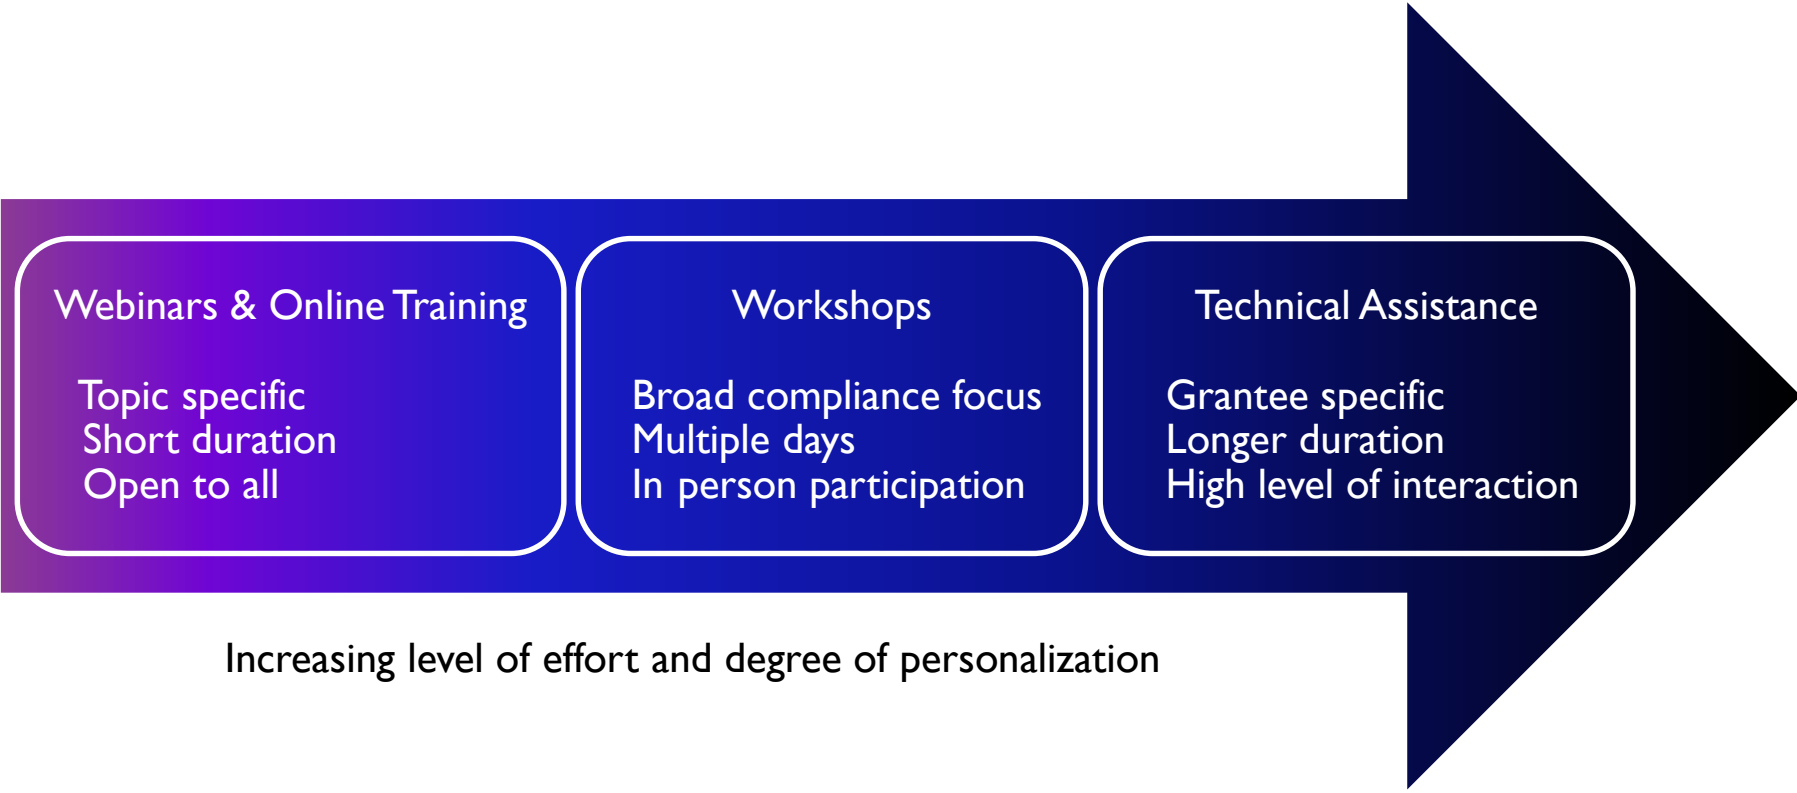 Webinars & Online Training
Topic specific
Short duration
Open to all
Workshops
Broad compliance focus
Multiple days
In person participation
Technical Assistance
Grantee specific
Longer duration
High level of interaction
Increasing level of effort and degree of personalization